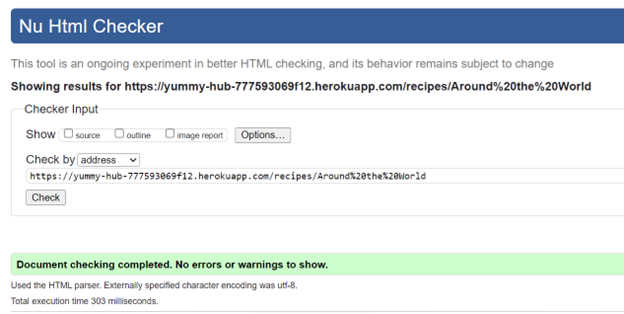 Nu Html Checker
This tool is an ongoing experiment in better HTML checking, and its behavior remains subject to change
Showing results for https://yummy-hub-777593069f12.herokuapp.com/recipes/Around%20the%20World
Checker Input
Show source outline image report Options...
Check by address
https://yummy-hub-777593069f12.herokuapp.com/recipes/Around%20the%20World
Check
Document checking completed. No errors or warnings to show.
Used the HTML parser. Externally specified character encoding was utf-8.
Total execution time 303 milliseconds.